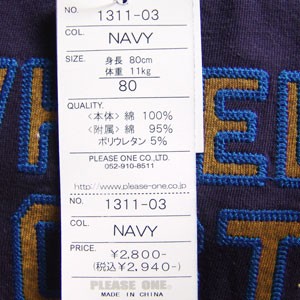 NO. 1311-03
COL. NAVY
SIZE. 身長 80cm
体重 11kg
80
QUALITY.
<本体> 綿 100%
<附属> 綿 95%
ポリウレタン 5%
PLEASE ONE CO.,LTD.
052-910-8511
http://www.please-one.co.jp
NO. 1311-03
COL. NAVY
PRICE. ¥2,800-
(税込¥2,940-)
PLEASE ONE.
MADE IN CHINA